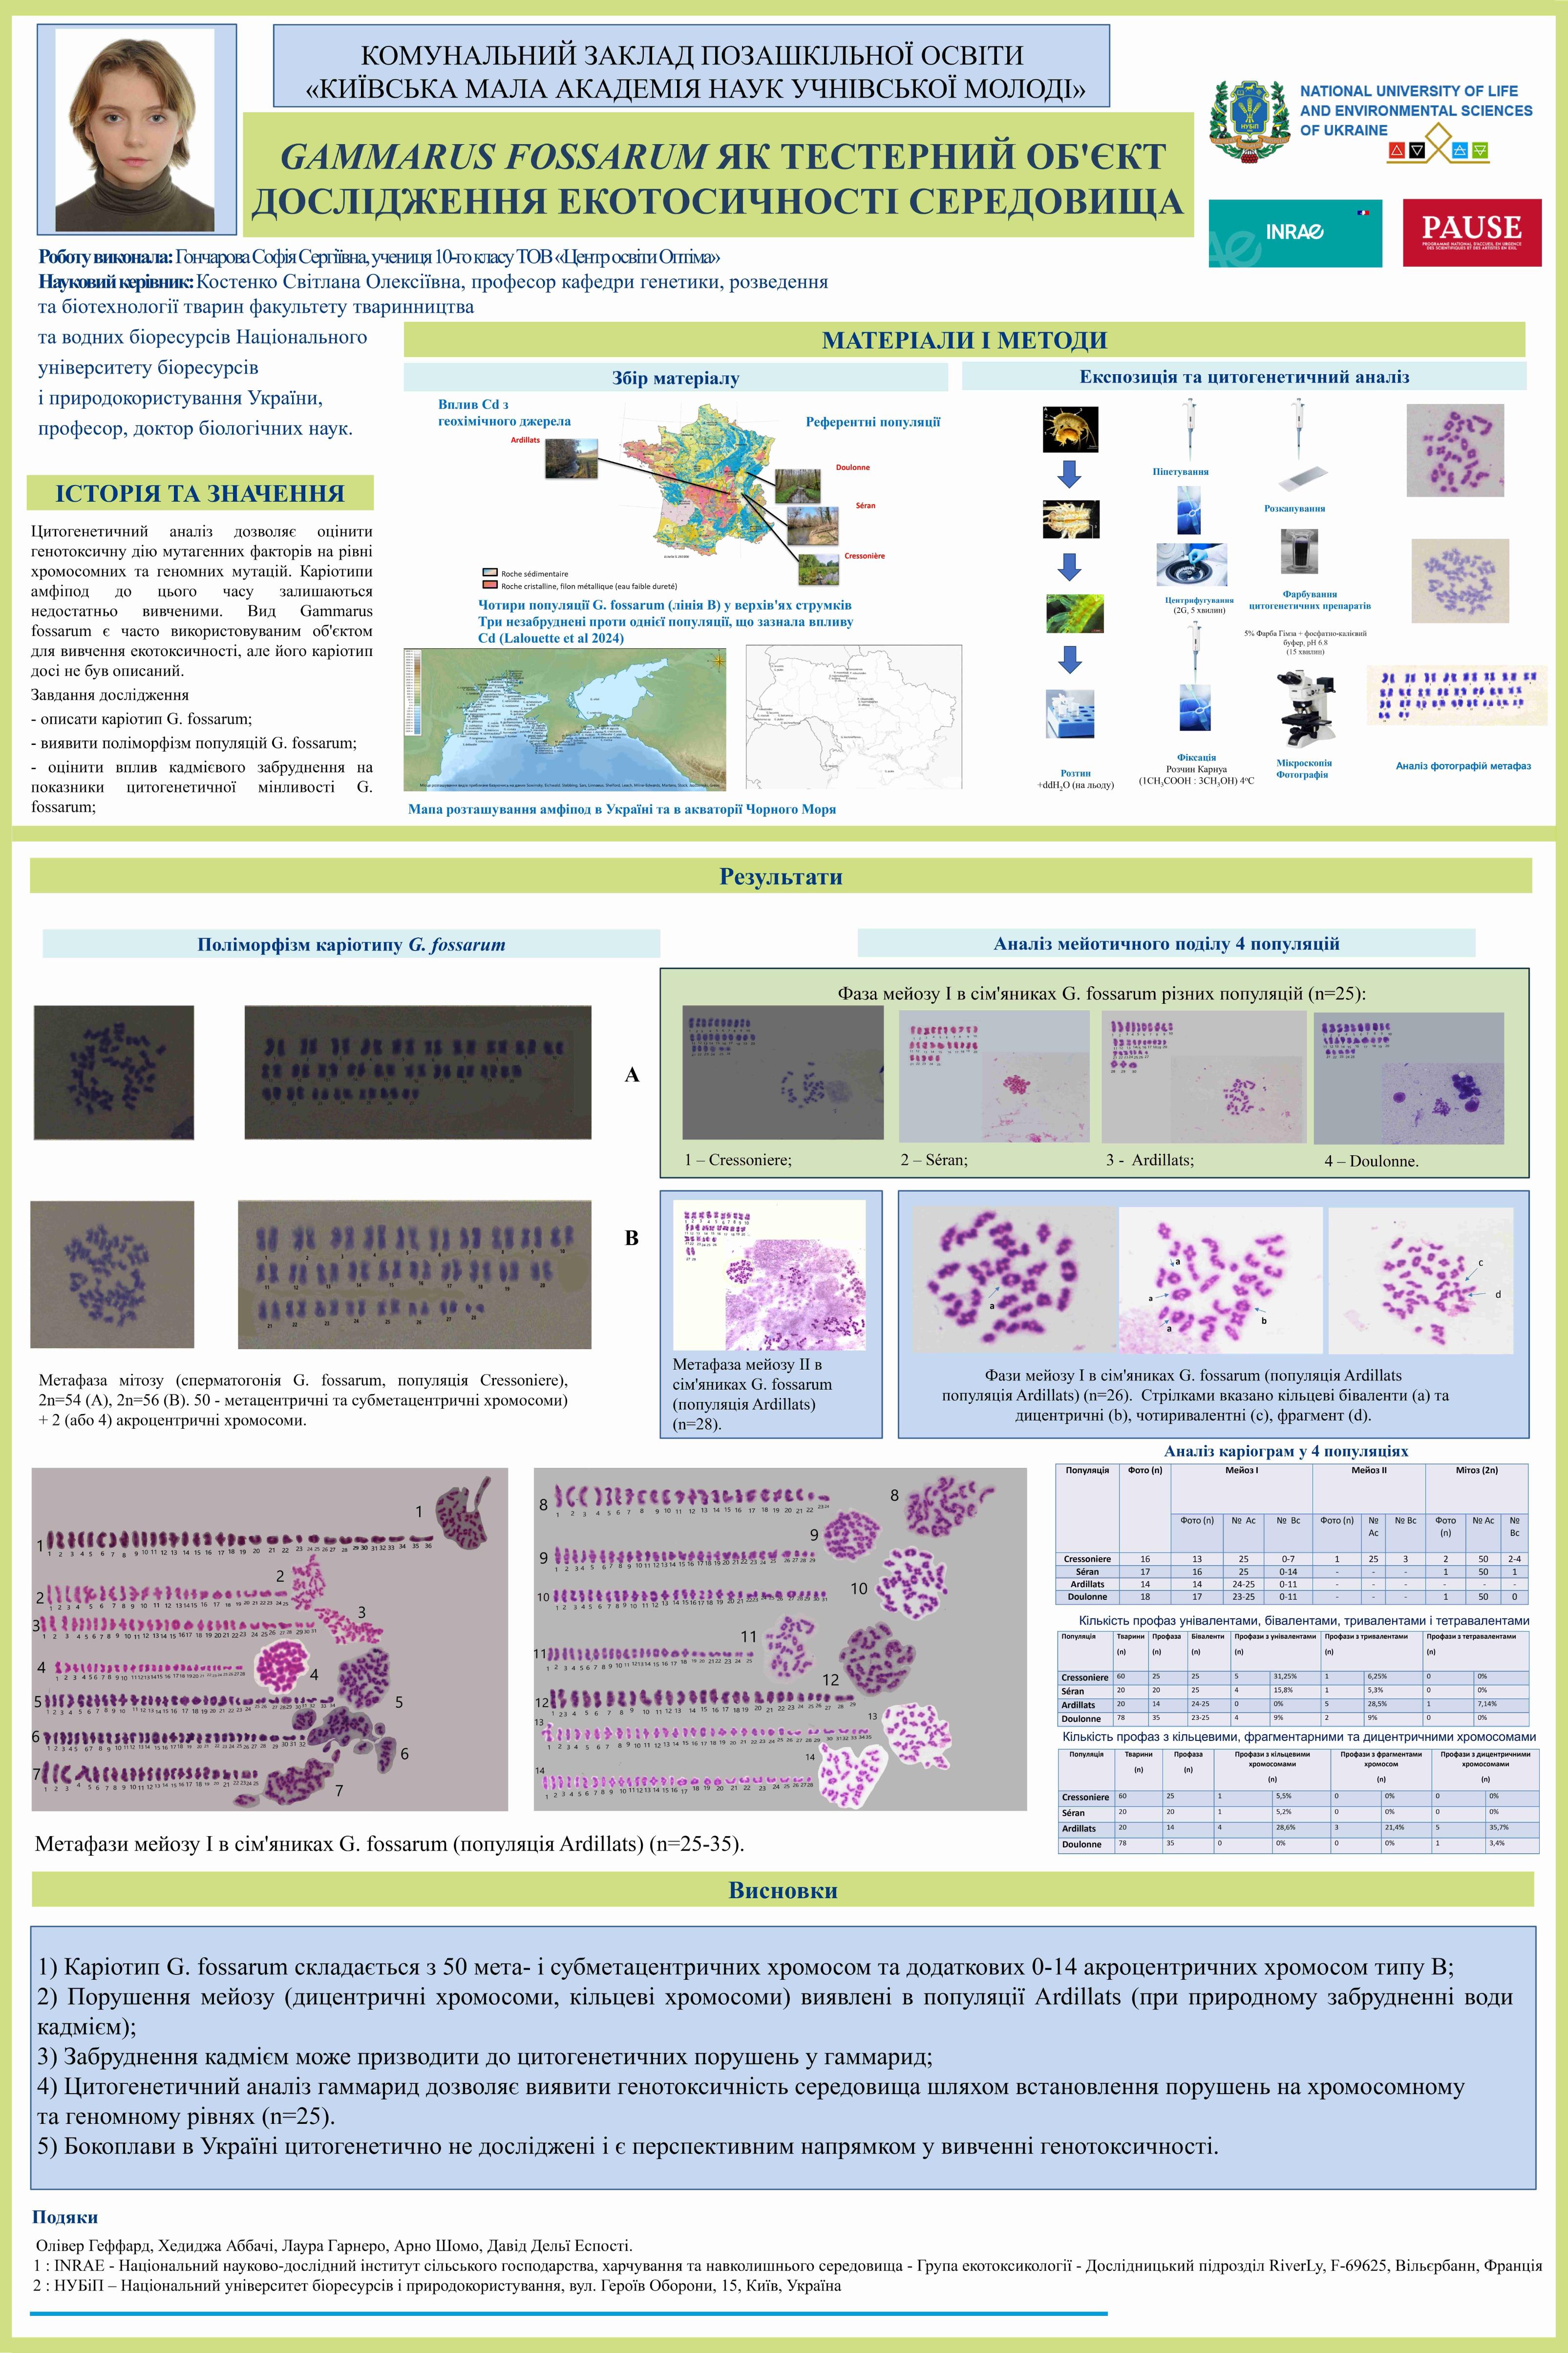 КОМУНАЛЬНИЙ ЗАКЛАД ПОЗАШКІЛЬНОЇ ОСВІТИ
«КИЇВСЬКА МАЛА АКАДЕМІЯ НАУК УЧНІВСЬКОЇ МОЛОДІ»
GAMMARUS FOSSARUM ЯК ТЕСТЕРНИЙ ОБ'ЄКТ
ДОСЛІДЖЕННЯ ЕКОТОСИЧНОСТІ СЕРЕДОВИЩА
NATIONAL UNIVERSITY OF LIFE
AND ENVIRONMENTAL SCIENCES
OF UKRAINE
НУБіП
INRAE
PAUSE
PROGRAMME NATIONAL D'ACCUEIL EN URGENCE
DES SCIENTIFIQUES ET DES ARTISTES EN EXIL
Роботу виконала: Гончарова Софія Сергіївна, учениця 10-го класу ТОВ «Центр освіти Оптіма»
Науковий керівник: Костенко Світлана Олексіївна, професор кафедри генетики, розведення
та біотехнології тварин факультету тваринництва
та водних біоресурсів Національного
університету біоресурсів
і природокористування України,
професор, доктор біологічних наук.
ІСТОРІЯ ТА ЗНАЧЕННЯ
Цитогенетичний аналіз дозволяє оцінити
генотоксичну дію мутагенних факторів на рівні
хромосомних та геномних мутацій. Каріотипи
амфіпод до цього часу залишаються
недостатньо вивченими. Вид Gammarus
fossarum є часто використовуваним об'єктом
для вивчення екотоксичності, але його каріотип
досі не був описаний.
Завдання дослідження
- описати каріотип G. fossarum;
- виявити поліморфізм популяцій G. fossarum;
- оцінити вплив кадмієвого забруднення на
показники цитогенетичної мінливості G.
fossarum;
МАТЕРІАЛИ І МЕТОДИ
Збір матеріалу
Вплив Cd з
геохімічного джерела
Референтні популяції
Ardillats
Doulonne
Séran
Cressonière
Roche sédimentaire
Roche cristalline, filon métallique (eau faible dureté)
Чотири популяції G. fossarum (лінія B) у верхів'ях струмків
Три незабруднені проти однієї популяції, що зазнала впливу
Cd (Lalouette et al 2024)
Мапа розташування амфіпод в Україні та в акваторії Чорного Моря
Експозиція та цитогенетичний аналіз
Піпетування
Розкапування
Центрифугування
(2G, 5 хвилин)
Фарбування
цитогенетичних препаратів
5% Фарба Гімза + фосфатно-калієвий
буфер, рН 6.8
(15 хвилин)
Розтин
+ddH2O (на льоду)
Фіксація
Розчин Карнуа
(1CH3COOH : 3CH3OH) 4°C
Мікроскопія
Фотографія
Аналіз фотографій метафаз
Результати
Поліморфізм каріотипу G. fossarum
A
B
Метафаза мітозу (сперматогонія G. fossarum, популяція Cressoniere),
2n=54 (A), 2n=56 (B). 50 - метацентричні та субметацентричні хромосоми)
+ 2 (або 4) акроцентричні хромосоми.
Аналіз мейотичного поділу 4 популяцій
Фаза мейозу I в сім'яниках G. fossarum різних популяцій (n=25):
1 – Cressoniere;
2 – Séran;
3 - Ardillats;
4 – Doulonne.
Метафаза мейозу II в
сім'яниках G. fossarum
(популяція Ardillats)
(n=28).
a
a
a
a
b
c
d
Фази мейозу I в сім'яниках G. fossarum (популяція Ardillats
популяція Ardillats) (n=26). Стрілками вказано кільцеві біваленти (a) та
дицентричні (b), чотиривалентні (c), фрагмент (d).
Метафази мейозу I в сім'яниках G. fossarum (популяція Ardillats) (n=25-35).
Аналіз каріограм у 4 популяціях
Популяція Фото (n) Мейоз I Мейоз II Мітоз (2n)
Фото (n) № Ac № Bc Фото (n) № Ac № Bc Фото (n) № Ac № Bc
Cressoniere 16 13 25 0-7 1 25 3 2 50 2-4
Séran 17 16 25 0-14 - - - 1 50 1
Ardillats 14 14 24-25 0-11 - - - - - -
Doulonne 18 17 23-25 0-11 - - - 1 50 0
Кількість профаз унівалентами, бівалентами, тривалентами і тетравалентами
Популяція Тварини (n) Профаза (n) Біваленти (n) Профази з унівалентами (n) Профази з тривалентами (n) Профази з тетравалентами (n)
Cressoniere 60 25 25 5 31,25% 1 6,25% 0 0%
Séran 20 20 25 4 15,8% 1 5,3% 0 0%
Ardillats 20 14 24-25 0 0% 5 28,5% 1 7,14%
Doulonne 78 35 23-25 4 9% 2 9% 0 0%
Кількість профаз з кільцевими, фрагментарними та дицентричними хромосомами
Популяція Тварини (n) Профаза (n) Профази з кільцевими хромосомами (n) Профази з фрагментами хромосом (n) Профази з дицентричними хромосомами (n)
Cressoniere 60 25 1 5,5% 0 0% 0 0%
Séran 20 20 1 5,2% 0 0% 0 0%
Ardillats 20 14 4 28,6% 3 21,4% 5 35,7%
Doulonne 78 35 0 0% 0 0% 1 3,4%
Висновки
1) Каріотип G. fossarum складається з 50 мета- і субметацентричних хромосом та додаткових 0-14 акроцентричних хромосом типу B;
2) Порушення мейозу (дицентричні хромосоми, кільцеві хромосоми) виявлені в популяції Ardillats (при природному забрудненні води
кадмієм);
3) Забруднення кадмієм може призводити до цитогенетичних порушень у гаммарид;
4) Цитогенетичний аналіз гаммарид дозволяє виявити генотоксичність середовища шляхом встановлення порушень на хромосомному
та геномному рівнях (n=25).
5) Бокоплави в Україні цитогенетично не досліджені і є перспективним напрямком у вивченні генотоксичності.
Подяки
Олівер Геффард, Хедиджа Аббачі, Лаура Гарнеро, Арно Шомо, Давід Дельї Еспості.
1 : INRAE - Національний науково-дослідний інститут сільського господарства, харчування та навколишнього середовища - Група екотоксикології - Дослідницький підрозділ RiverLy, F-69625, Вільєрбанн, Франція
2 : НУБіП – Національний університет біоресурсів і природокористування, вул. Героїв Оборони, 15, Київ, Україна